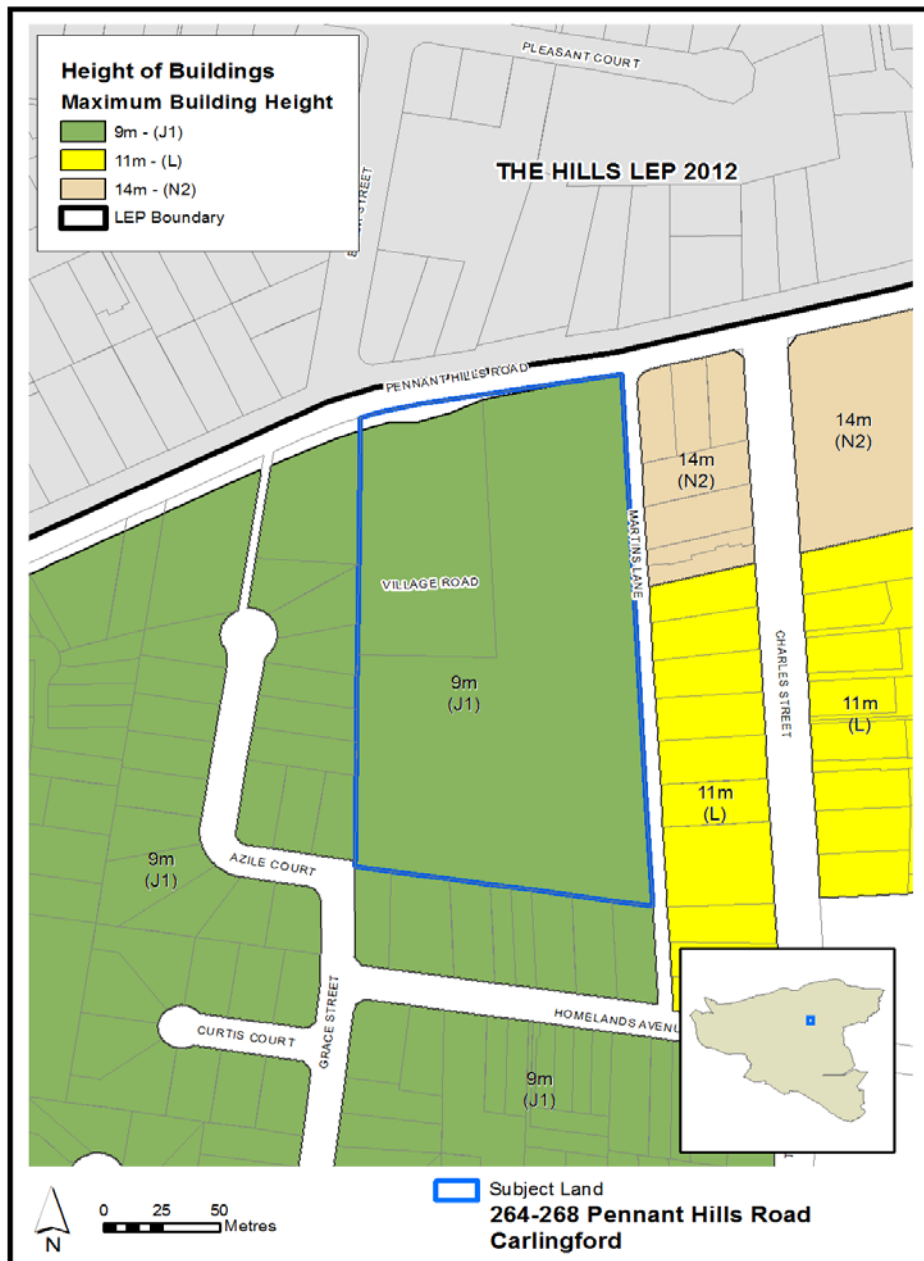 Height of Buildings
Maximum Building Height
9m - (J1)
11m - (L)
14m - (N2)
LEP Boundary
PLEASANT COURT
THE HILLS LEP 2012
STREET
PENNANT HILLS ROAD
14m
(N2)
14m
(N2)
MARTINS LANE
VILLAGE ROAD
CHARLES STREET
9m
(J1)
11m
(L)
11m
(L)
9m
(J1)
AZILE COURT
GRACE STREET
CURTIS COURT
HOMELANDS AVENU
9m
(J1)
N
0 25 50
Metres
Subject Land
264-268 Pennant Hills Road
Carlingford